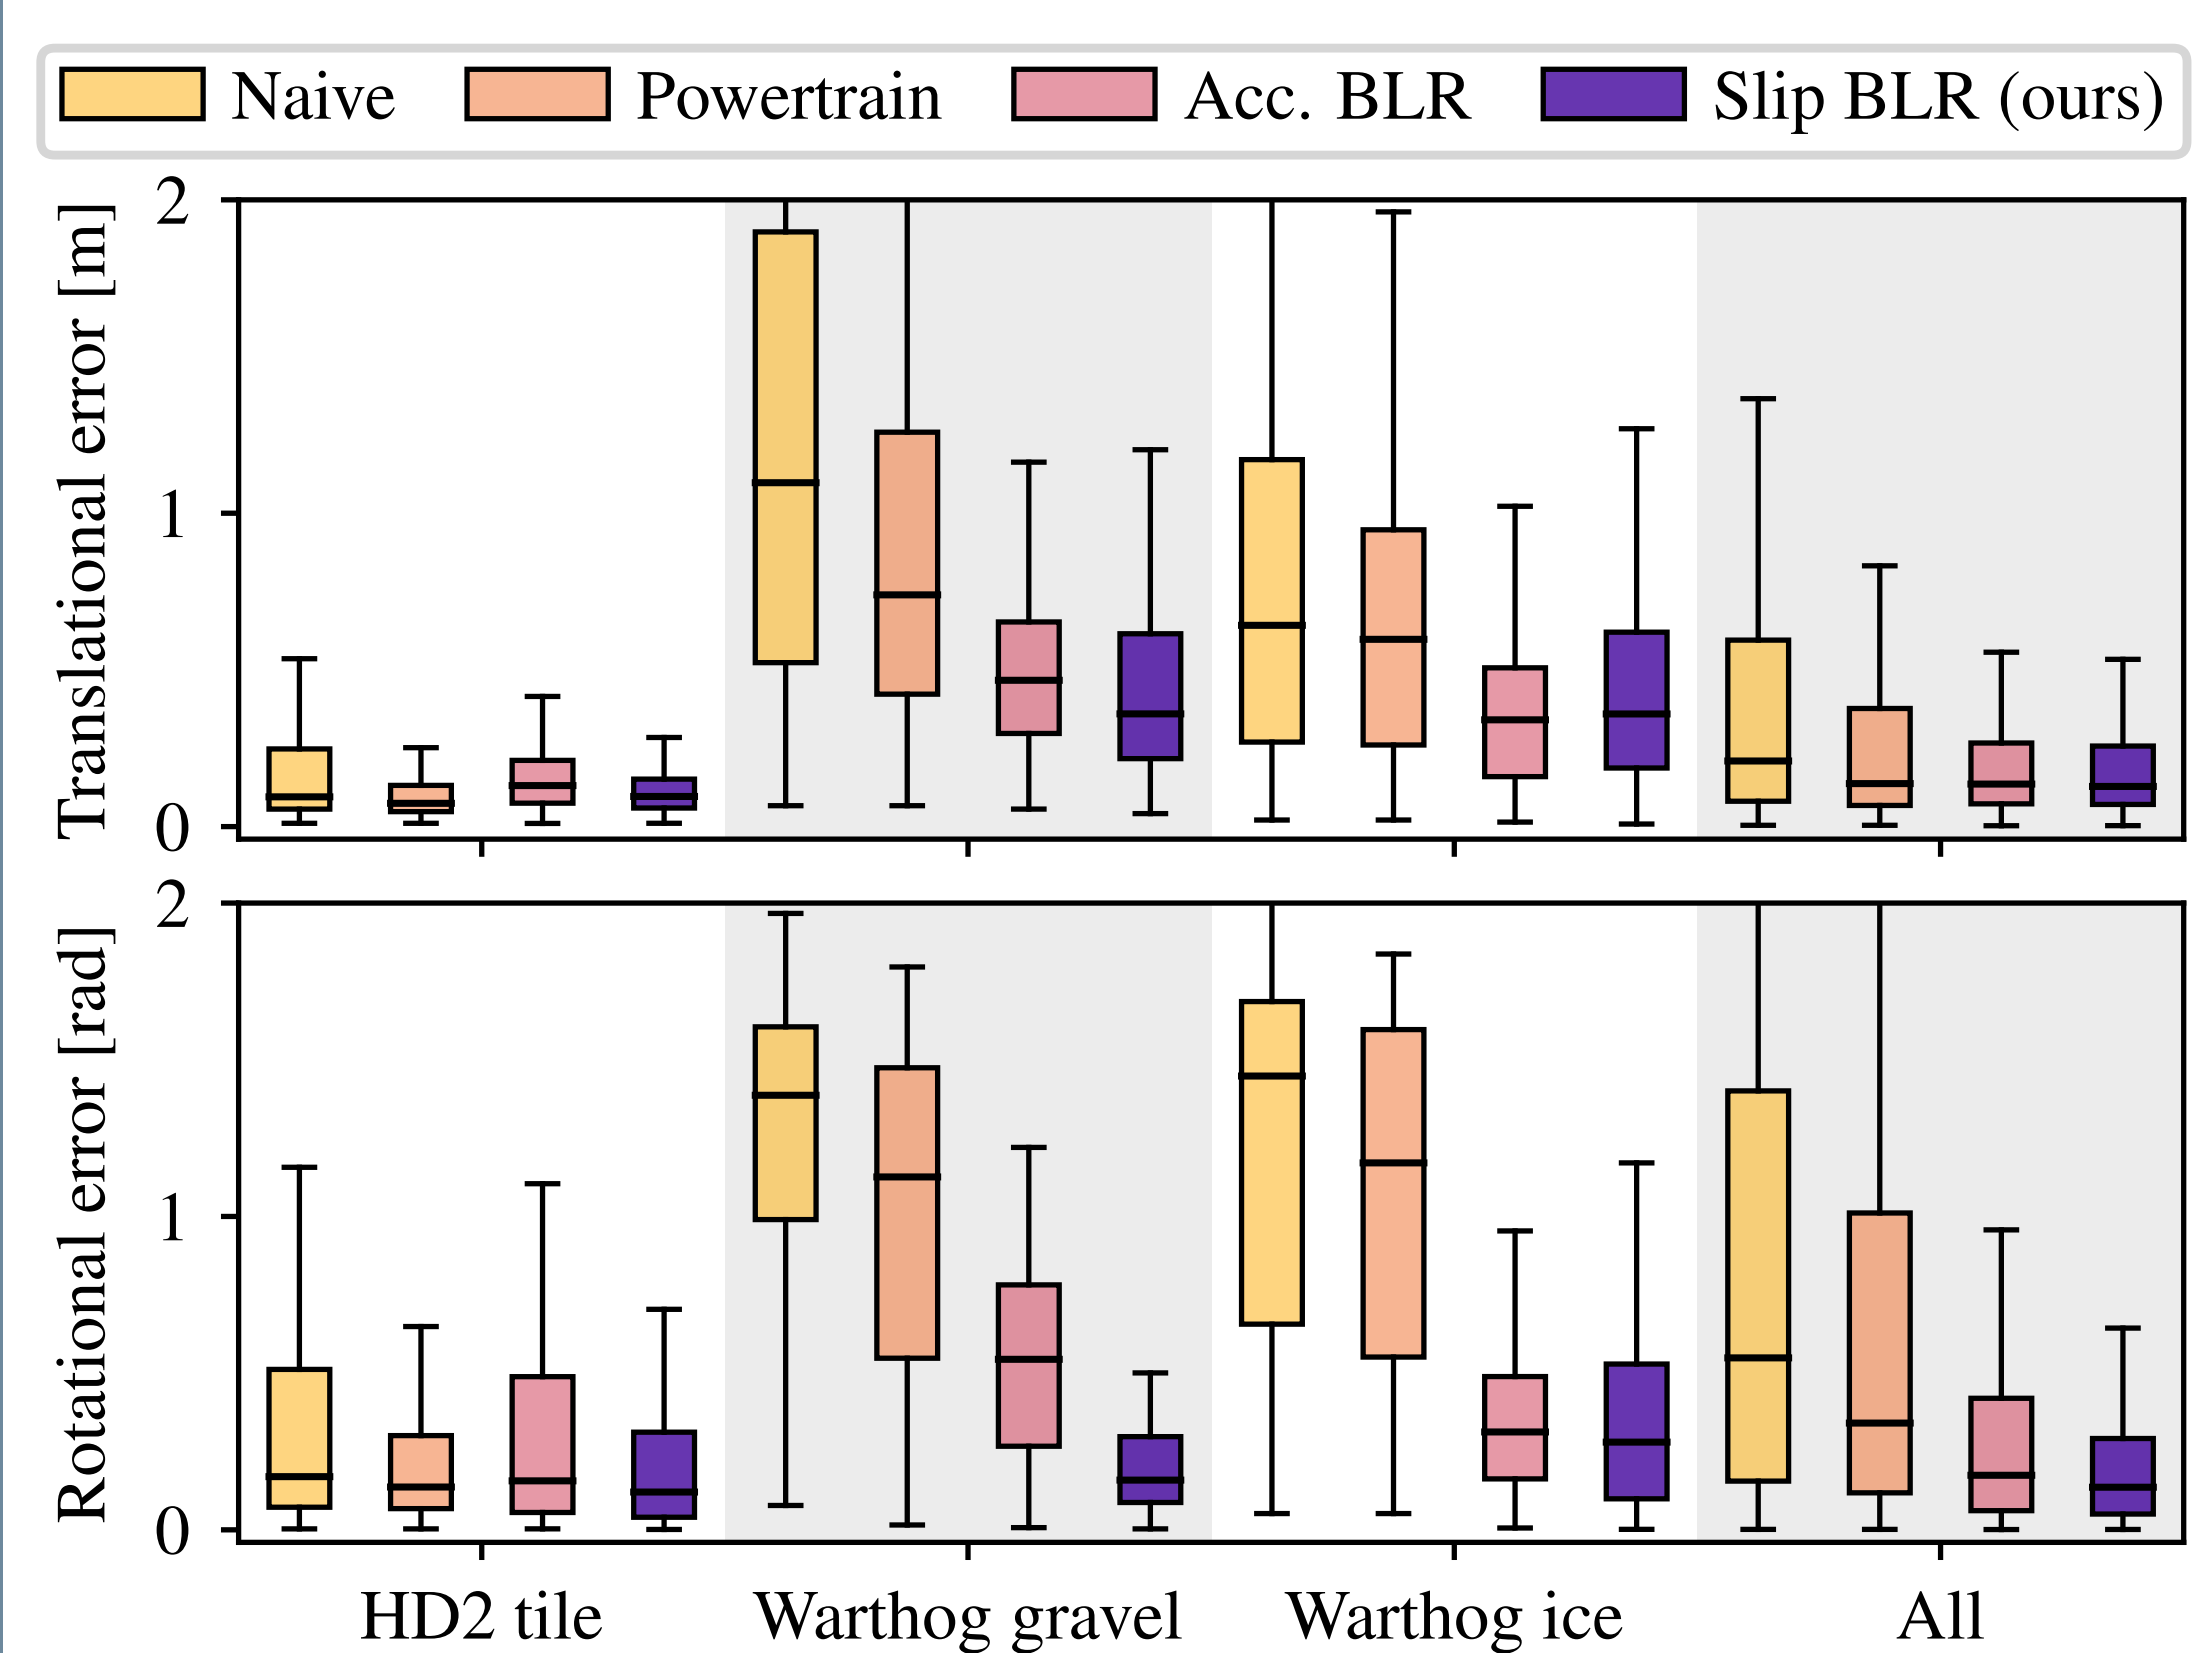 Naive Powertrain Acc. BLR Slip BLR (ours)
Translational error [m]
2
1
0
Rotational error [rad]
2
1
0
HD2 tile Warthog gravel Warthog ice All